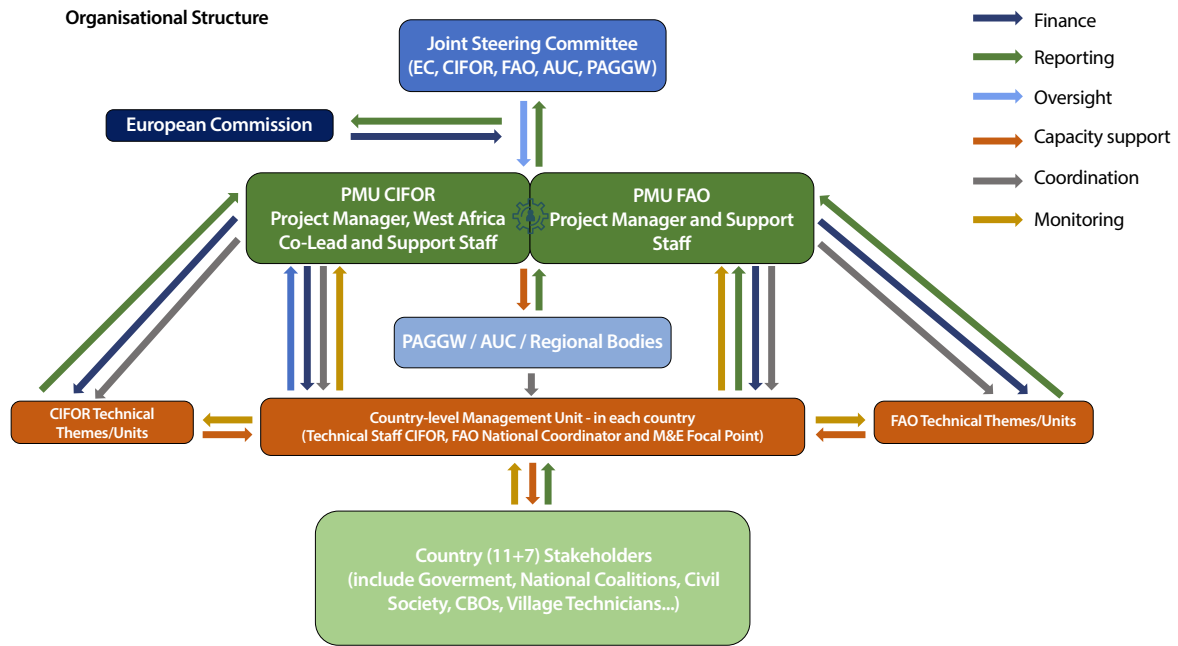 Organisational Structure
Joint Steering Committee
(EC, CIFOR, FAO, AUC, PAGGW)
Finance
Reporting
Oversight
Capacity support
Coordination
Monitoring
European Commission
PMU CIFOR
Project Manager, West Africa
Co-Lead and Support Staff
PMU FAO
Project Manager and Support
Staff
PAGGW / AUC / Regional Bodies
CIFOR Technical
Themes/Units
Country-level Management Unit - in each country
(Technical Staff CIFOR, FAO National Coordinator and M&E Focal Point)
FAO Technical Themes/Units
Country (11+7) Stakeholders
(include Goverment, National Coalitions, Civil
Society, CBOs, Village Technicians...)